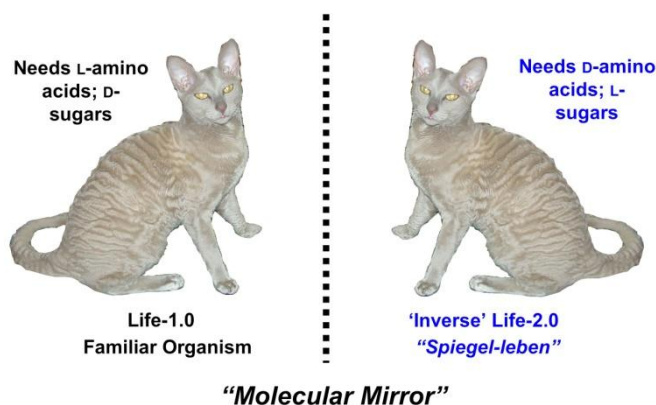 Needs L-amino
acids; D-
sugars
Needs D-amino
acids; L-
sugars
Life-1.0
Familiar Organism
‘Inverse’ Life-2.0
“Spiegel-leben”
“Molecular Mirror”